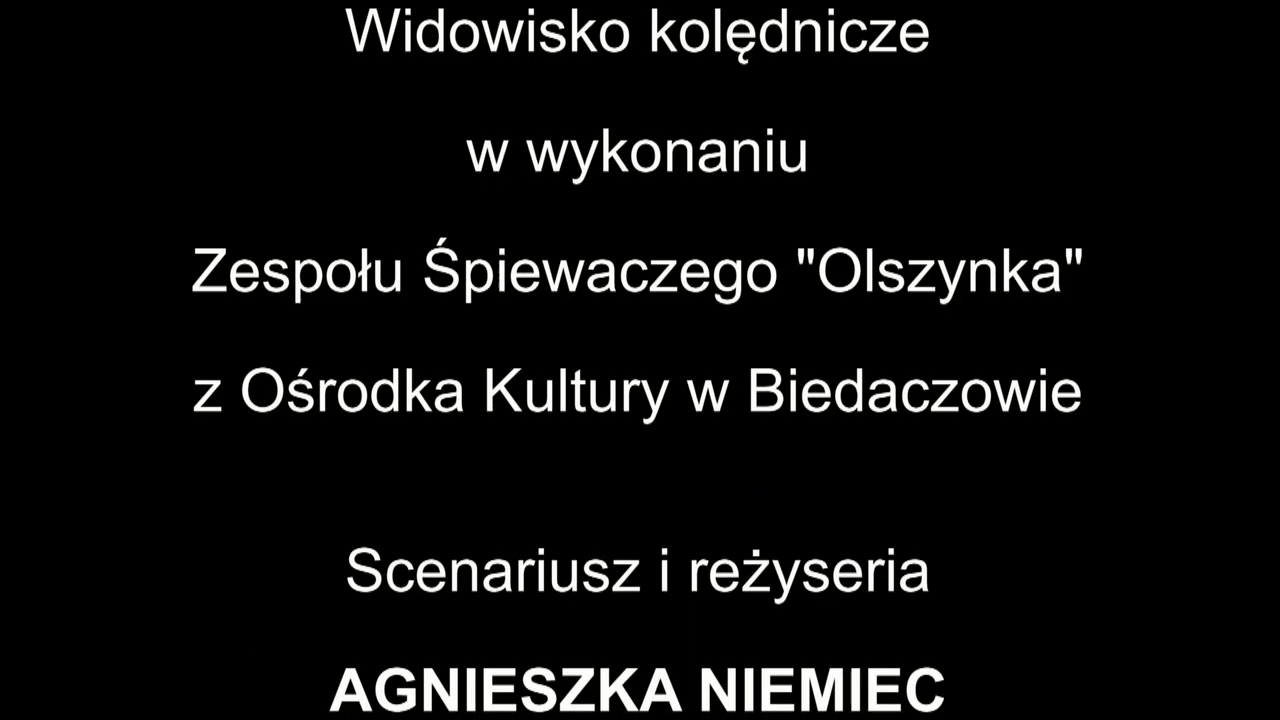 Widowisko kolędnicze
w wykonaniu
Zespołu Śpiewaczego "Olszynka"
z Ośrodka Kultury w Biedaczowie
Scenariusz i reżyseria
AGNIESZKA NIEMIEC